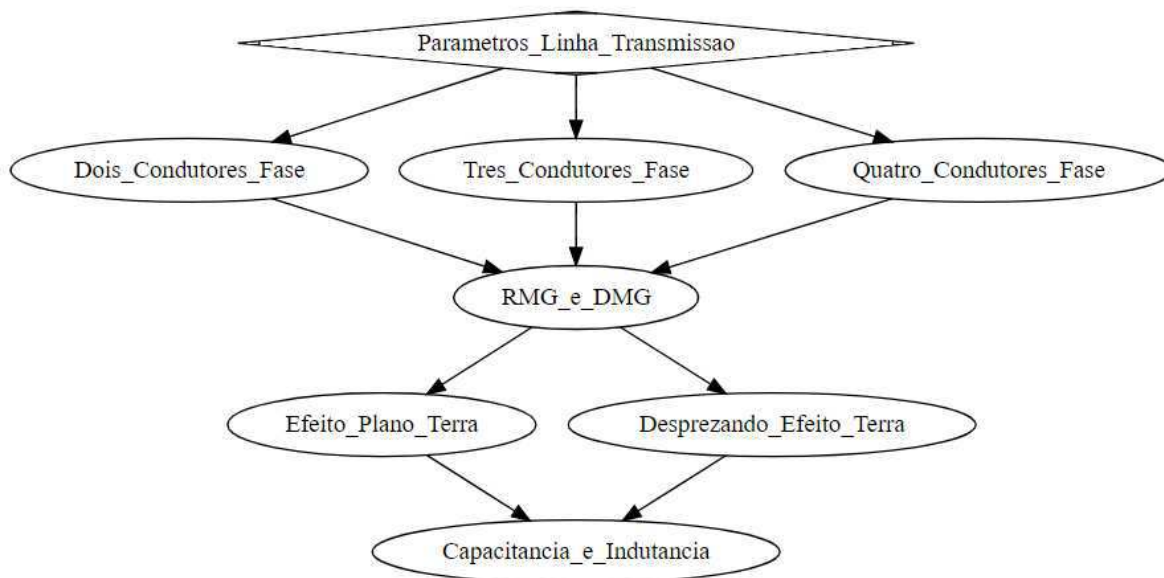 Parametros_Linha_Transmissao
Dois_Condutores_Fase
Tres_Condutores_Fase
Quatro_Condutores_Fase
RMG_e_DMG
Efeito_Plano_Terra
Desprezando_Efeito_Terra
Capacitancia_e_Indutancia